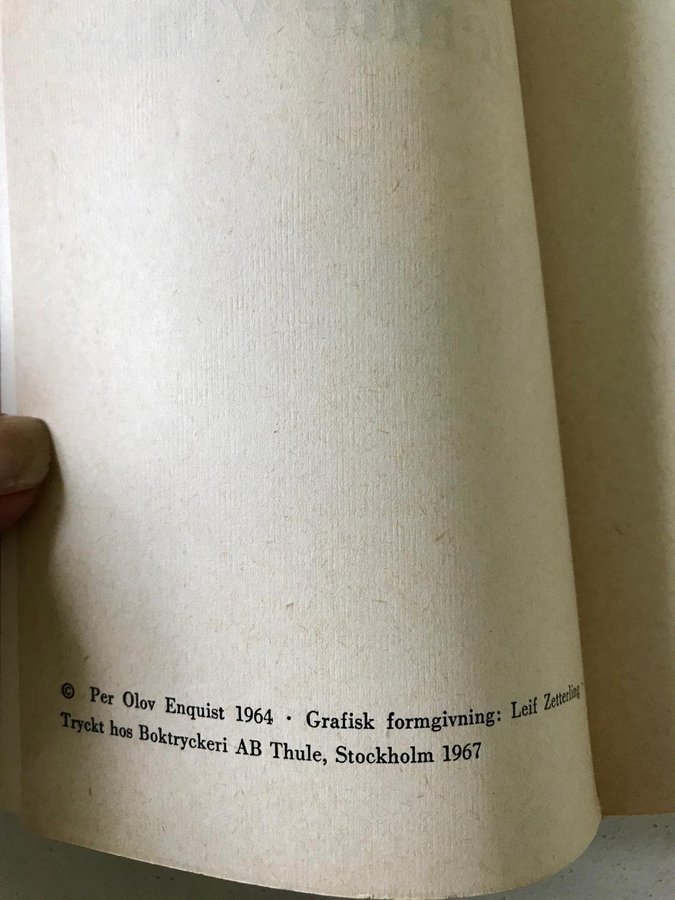 © Per Olov Enquist 1964 · Grafisk formgivning: Leif Zetterling
Tryckt hos Boktryckeri AB Thule, Stockholm 1967